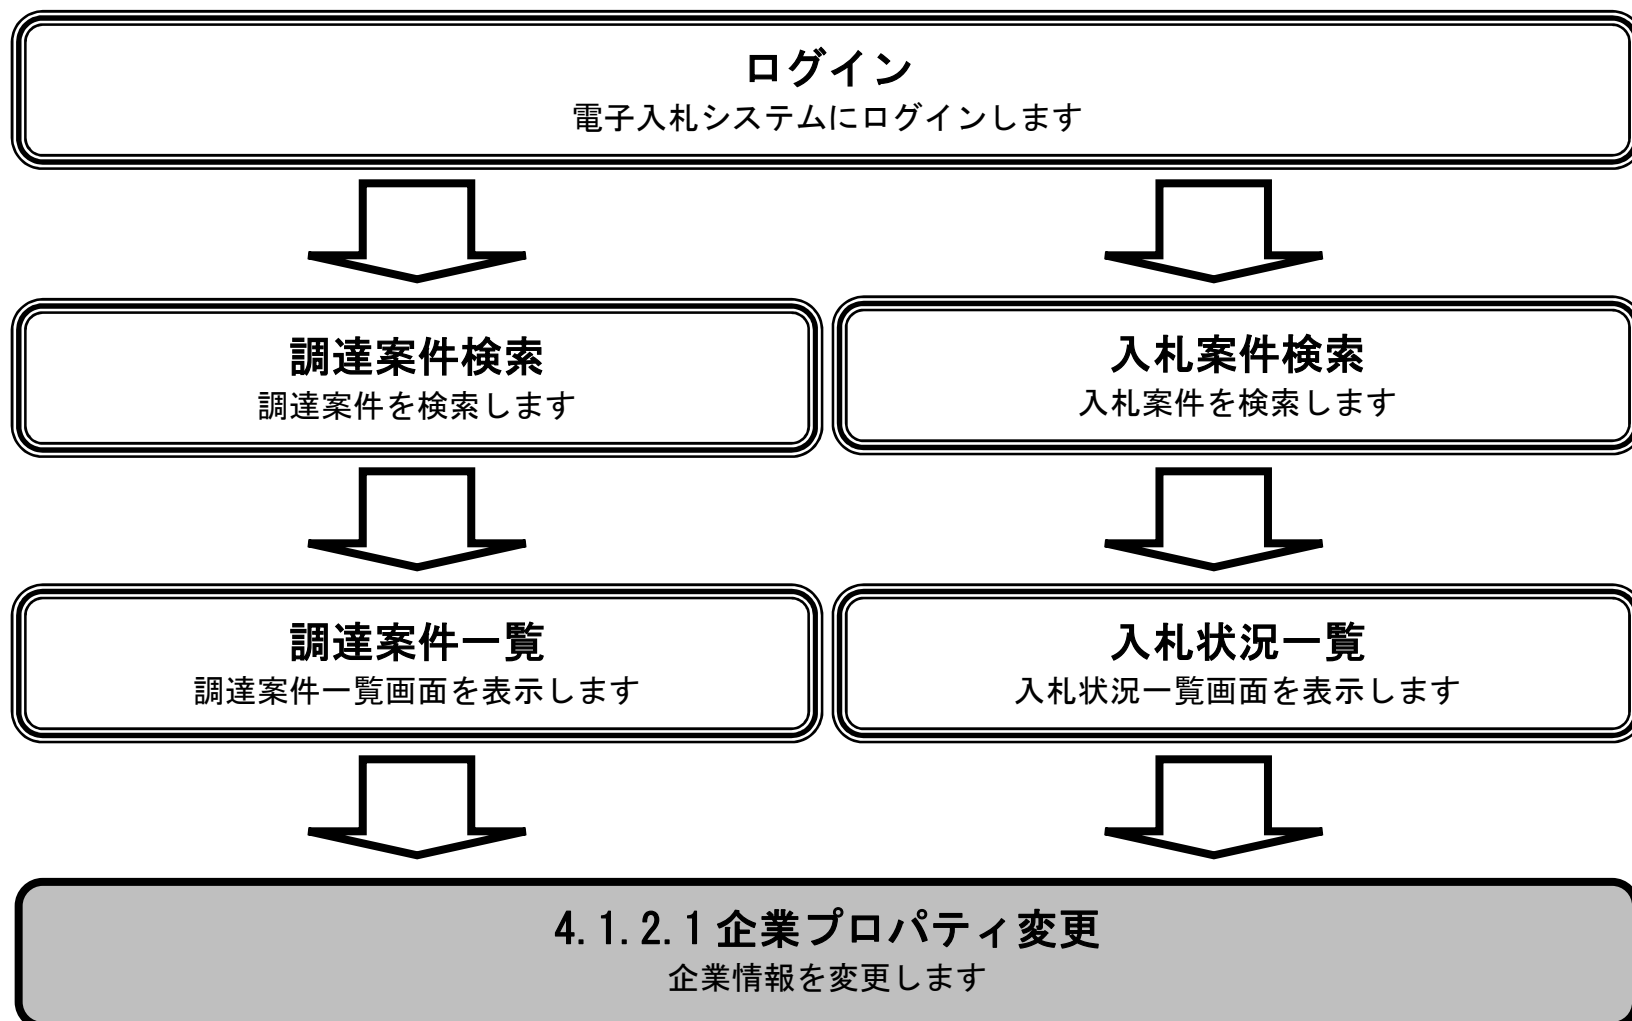 ログイン
電子入札システムにログインします
調達案件検索
調達案件を検索します
入札案件検索
入札案件を検索します
調達案件一覧
調達案件一覧画面を表示します
入札状況一覧
入札状況一覧画面を表示します
4.1.2.1企業プロパティ変更
企業情報を変更します